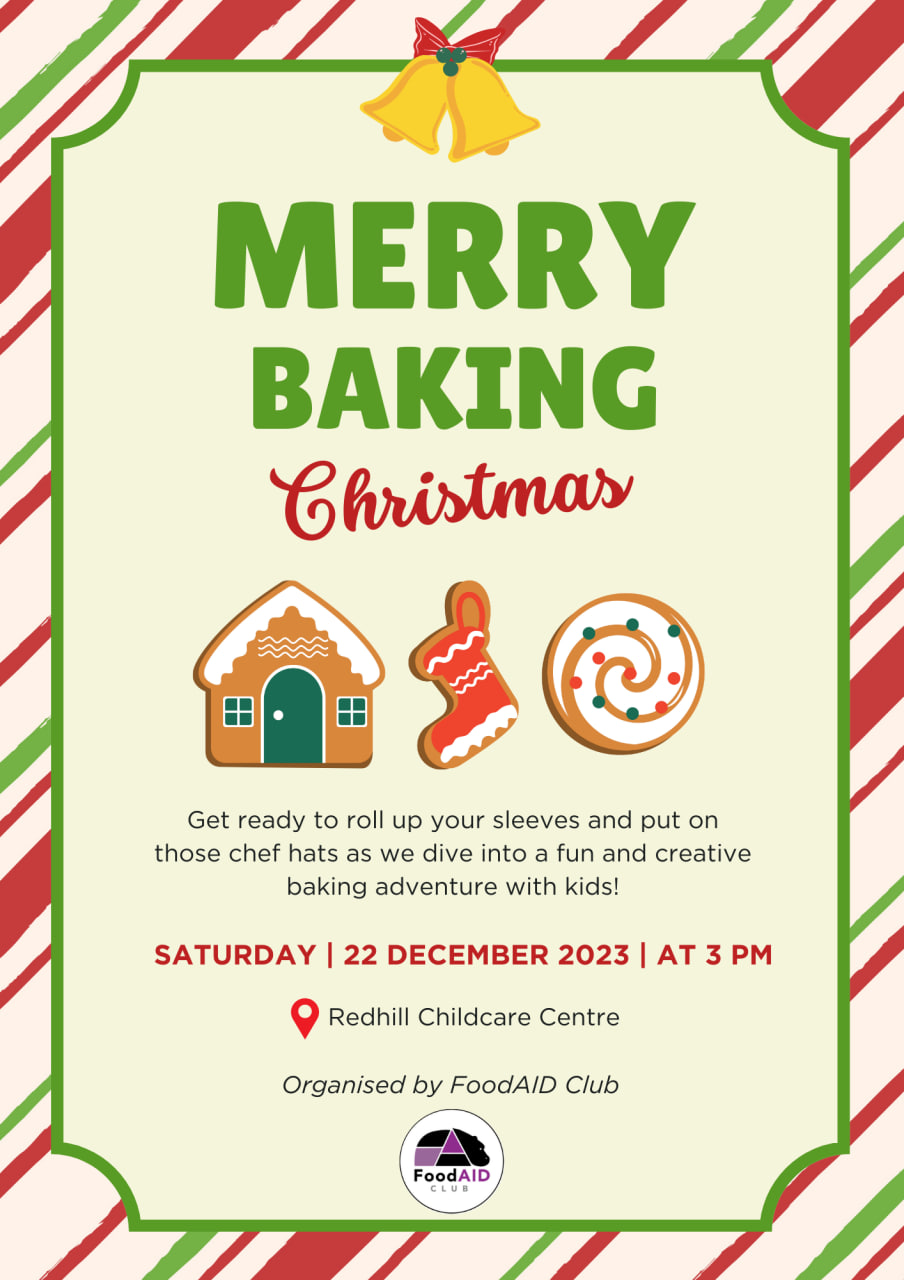 MERRY
BAKING
Christmas
Get ready to roll up your sleeves and put on
those chef hats as we dive into a fun and creative
baking adventure with kids!
SATURDAY | 22 DECEMBER 2023 | AT 3 PM
Redhill Childcare Centre
Organised by FoodAID Club
FoodAID
CLUB